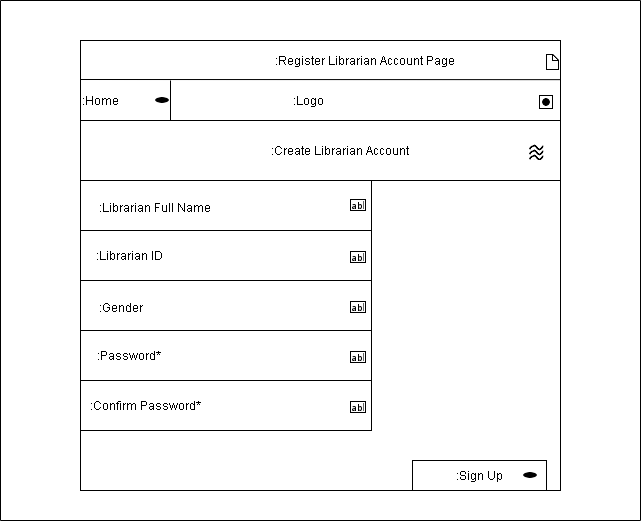 :Register Librarian Account Page
:Home
:Logo
:Create Librarian Account
:Librarian Full Name
abl
:Librarian ID
abl
:Gender
abl
:Password*
abl
:Confirm Password*
abl
:Sign Up